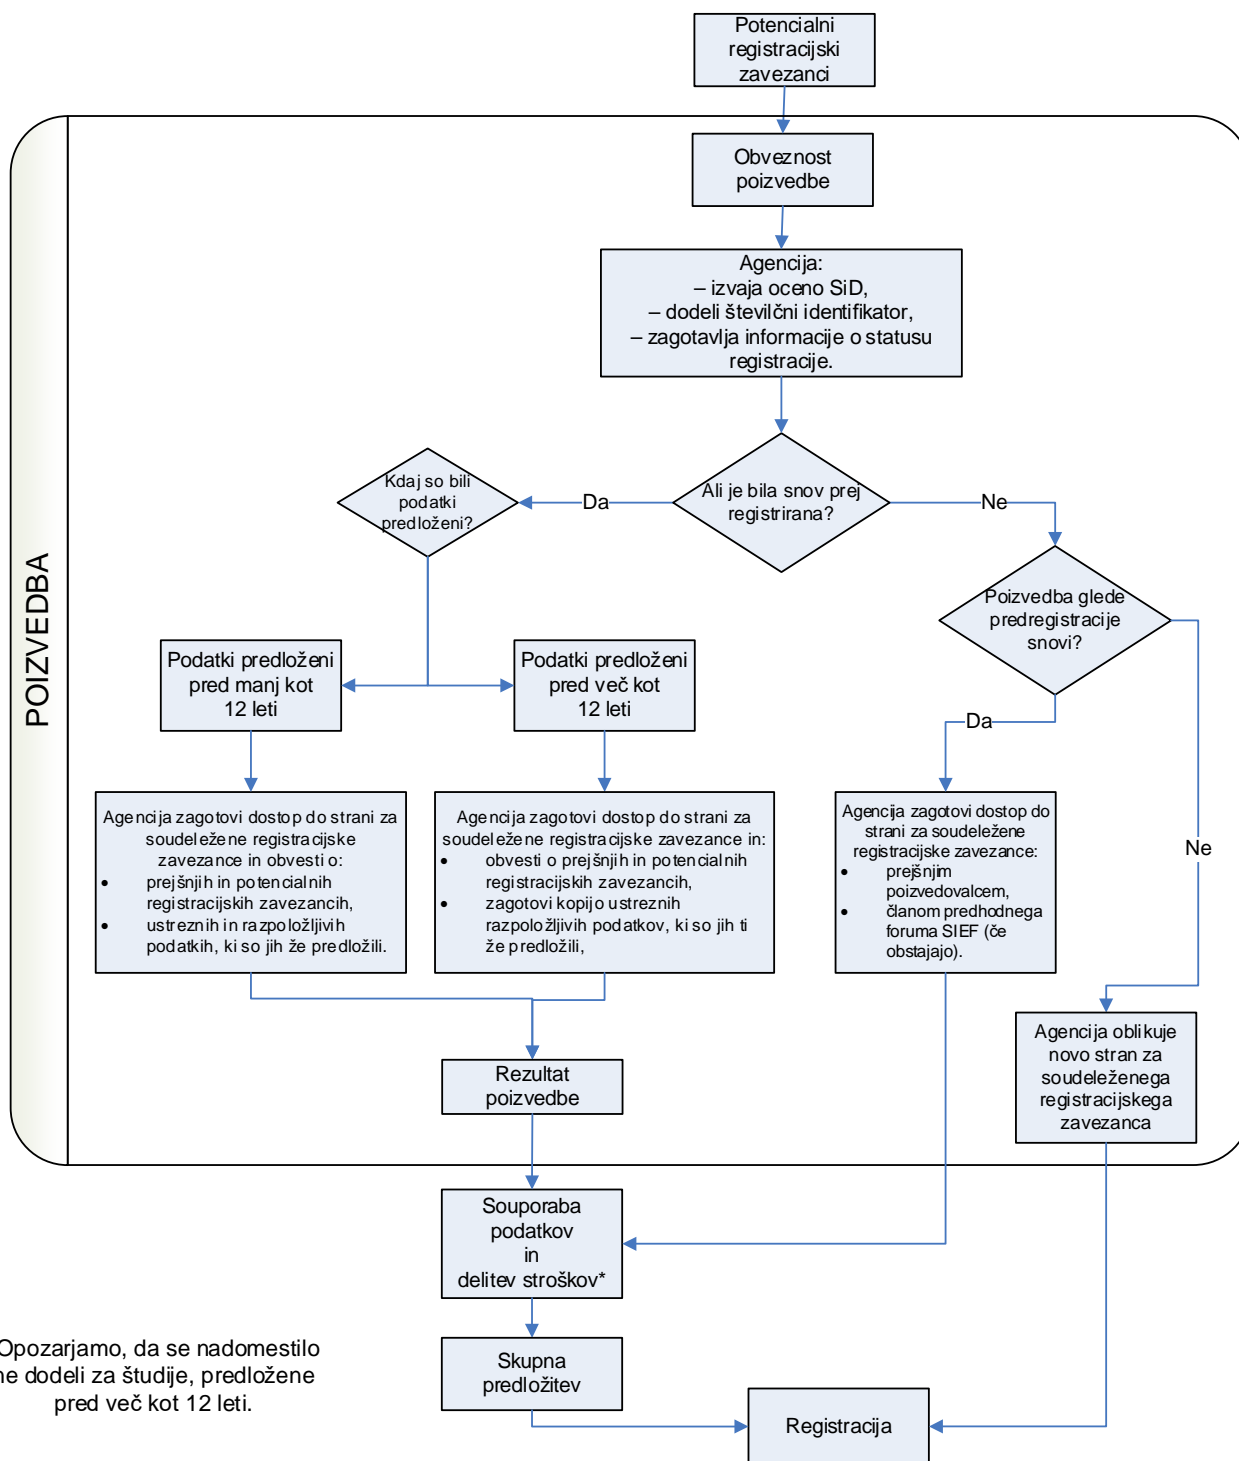 Potencialni
registracijski
zavezanci
POIZVEDBA
Obveznost
poizvedbe
Agencija:
– izvaja oceno SiD,
– dodeli številčni identifikator,
– zagotavlja informacije o statusu
registracije.
Ali je bila snov prej
registrirana?
Da
Ne
Kdaj so bili
podatki
predloženi?
Poizvedba glede
predregistracije
snovi?
Podatki predloženi
pred manj kot
12 leti
Podatki predloženi
pred več kot
12 leti
Da
Ne
Agencija zagotovi dostop do strani za
soudeležene registracijske
zavezance in obvesti o:
• prejšnjih in potencialnih
registracijskih zavezancih,
• ustreznih in razpoložljivih
podatkih, ki so jih že predložili.
Agencija zagotovi dostop do strani za
soudeležene registracijske zavezance in:
• obvesti o prejšnjih in potencialnih
registracijskih zavezancih,
• zagotovi kopijo ustreznih
razpoložljivih podatkov, ki so jih ti
že predložili,
Agencija zagotovi dostop do
strani za soudeležene
registracijske zavezance:
• prejšnjim
poizvedovalcem,
• članom predhodnega
foruma SIEF (če
obstajajo).
Agencija oblikuje
novo stran za
soudeleženega
registracijskega
zavezanca
Rezultat
poizvedbe
Souporaba
podatkov
in
delitev stroškov*
Skupna
predložitev
Registracija
Opozarjamo, da se nadomestilo
ne dodeli za študije, predložene
pred več kot 12 leti.